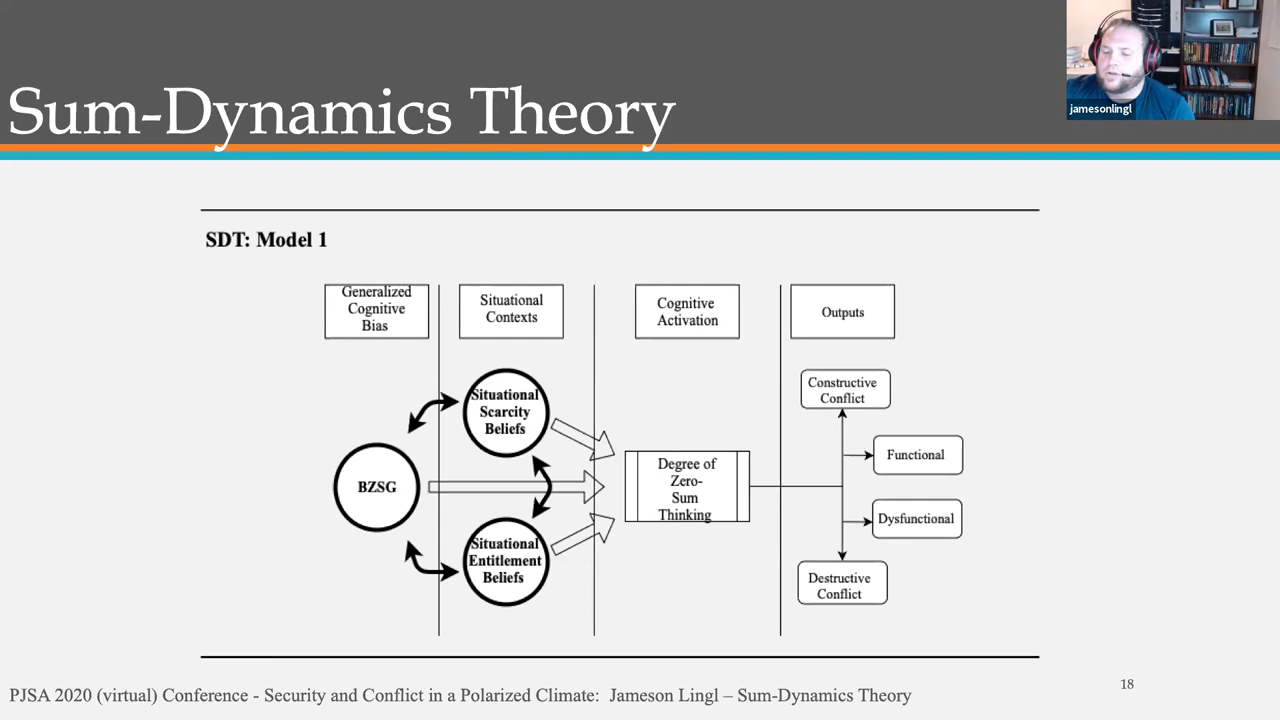 Sum-Dynamics Theory
jamesonlingl
SDT: Model 1
Generalized
Cognitive
Bias
Situational
Contexts
Cognitive
Activation
Outputs
Situational
Scarcity
Beliefs
BZSG
Situational
Entitlement
Beliefs
Degree of
Zero-
Sum
Thinking
Constructive
Conflict
Functional
Dysfunctional
Destructive
Conflict
PJSA 2020 (virtual) Conference - Security and Conflict in a Polarized Climate: Jameson Lingl – Sum-Dynamics Theory
18